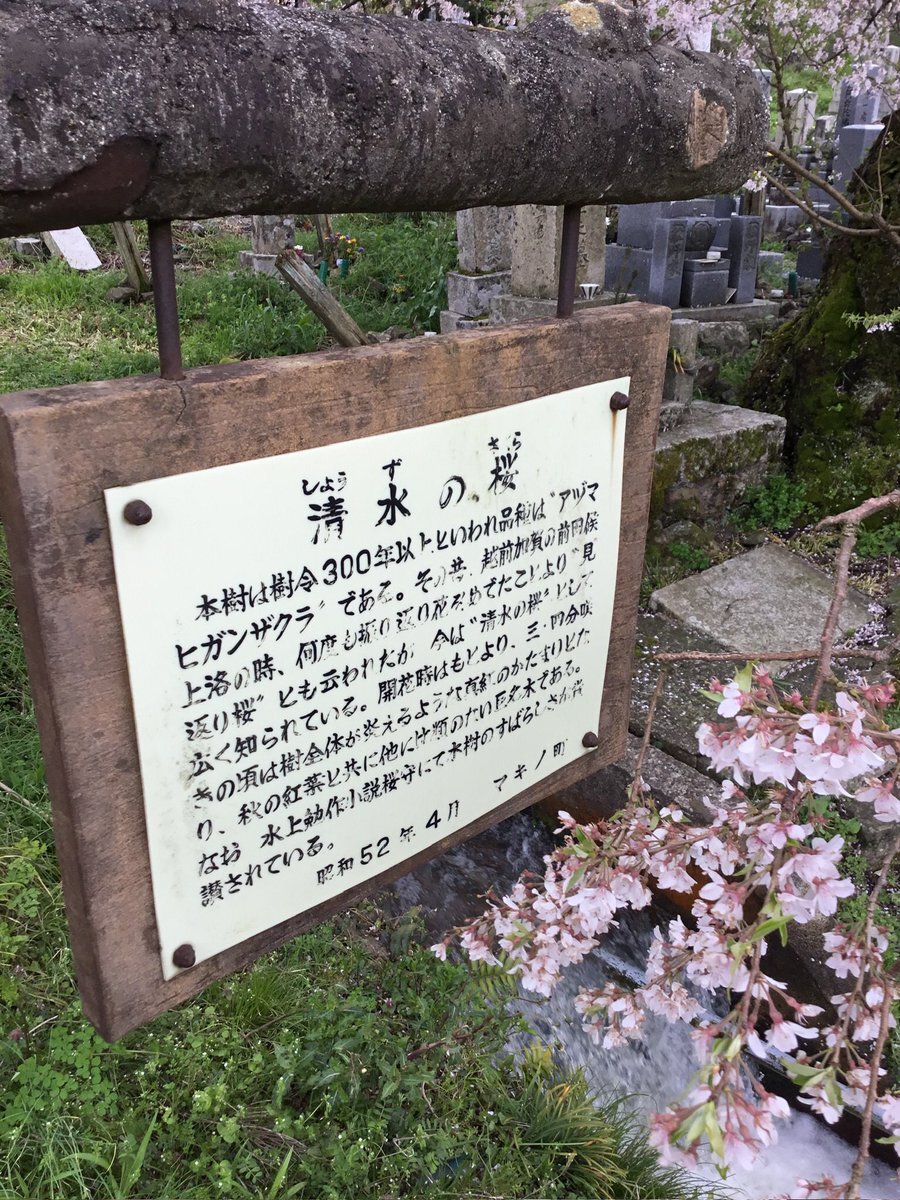 しょう ず さくら
清水の桜
本樹は樹令300年以上といわれ品種は"アヅマ
ヒガンザクラ"である。その昔、越前加賀の前田侯
上洛の時、何度も振り返り花をめでたことより"見
返り桜"とも云われたが 今は"清水の桜"として
広く知られている。開花時はもとより、三・四分咲
きの頃は樹全体が炎えるような真紅のかたまりとな
り、秋の紅葉と共に他に比類のない巨名木である。
なお 水上勉作小説桜守にて本樹のすばらしさが賞
讃されている。
昭和52年4月 マキノ町